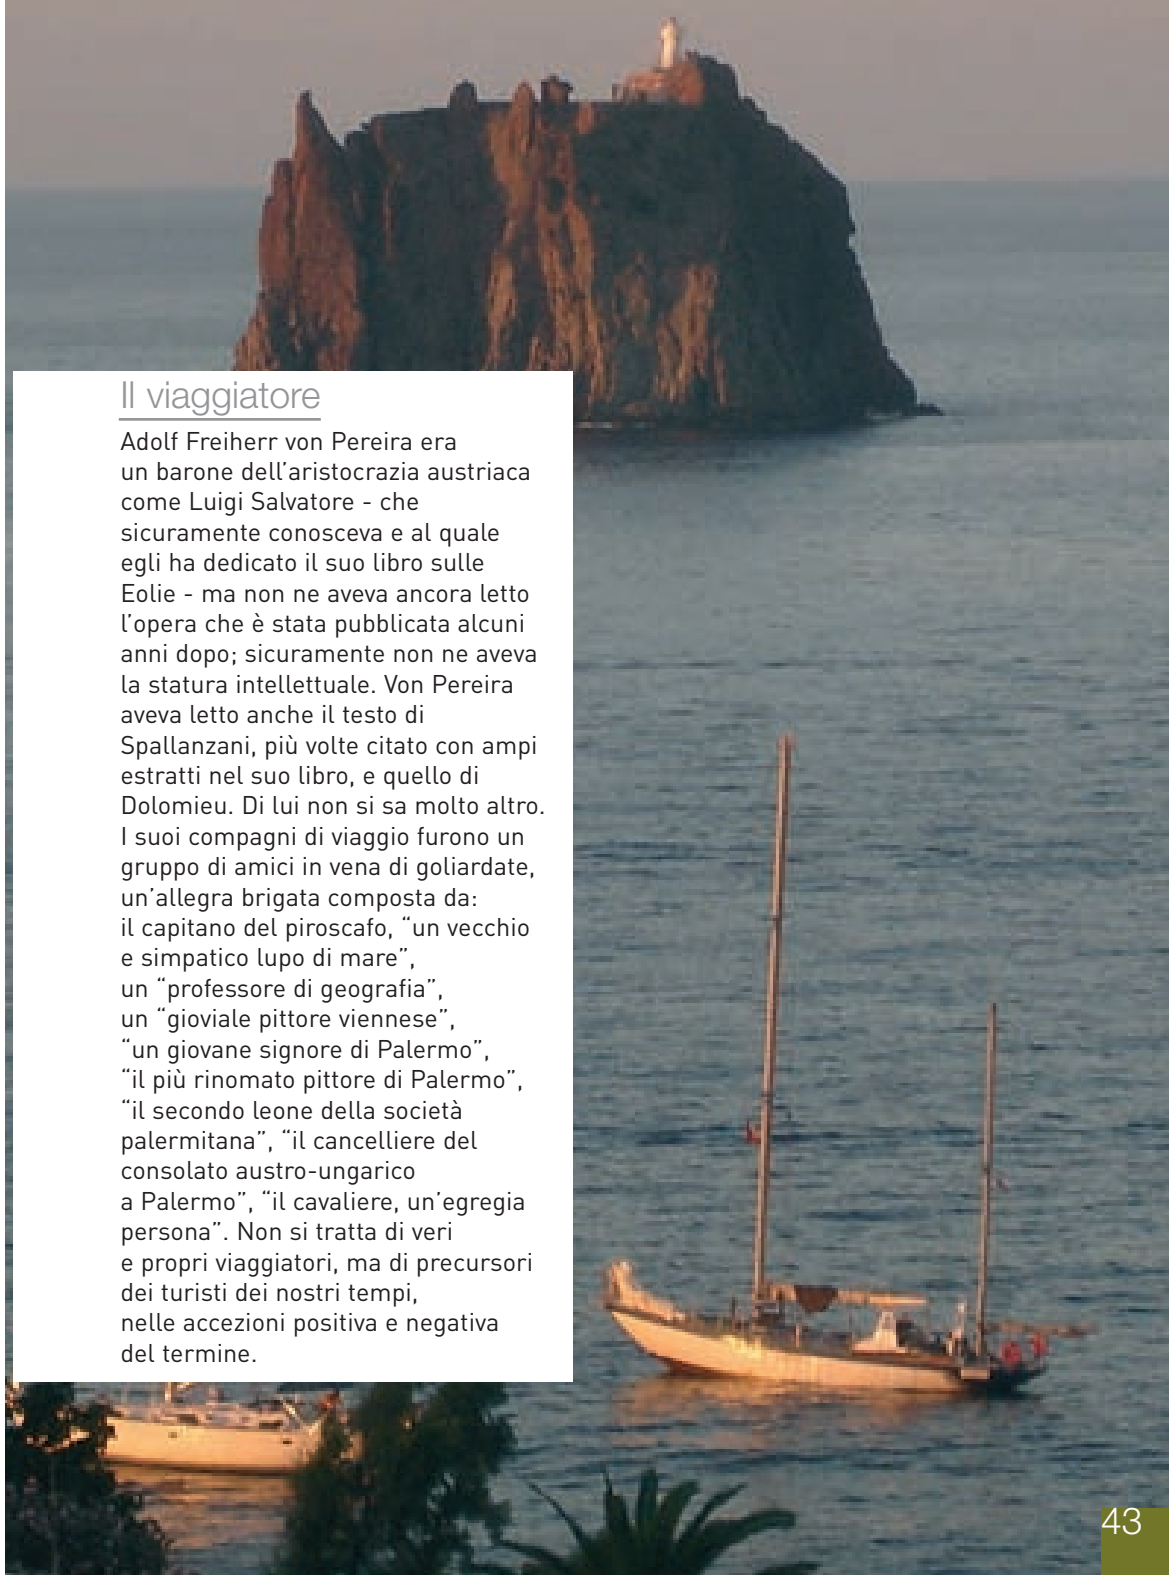 Il viaggiatore
Adolf Freiherr von Pereira era
un barone dell'aristocrazia austriaca
come Luigi Salvatore - che
sicuramente conosceva e al quale
egli ha dedicato il suo libro sulle
Eolie - ma non ne aveva ancora letto
l'opera che è stata pubblicata alcuni
anni dopo; sicuramente non ne aveva
la statura intellettuale. Von Pereira
aveva letto anche il testo di
Spallanzani, più volte citato con ampi
estratti nel suo libro, e quello di
Dolomieu. Di lui non si sa molto altro.
I suoi compagni di viaggio furono un
gruppo di amici in vena di goliardate,
un'allegra brigata composta da:
il capitano del piroscafo, “un vecchio
e simpatico lupo di mare”,
un “professore di geografia”,
un “gioviale pittore viennese”,
“un giovane signore di Palermo”,
“il più rinomato pittore di Palermo”,
“il secondo leone della società
palermitana”, “il cancelliere del
consolato austro-ungarico
a Palermo”, “il cavaliere, un'egregia
persona”. Non si tratta di veri
e propri viaggiatori, ma di precursori
dei turisti dei nostri tempi,
nelle accezioni positiva e negativa
del termine.
43